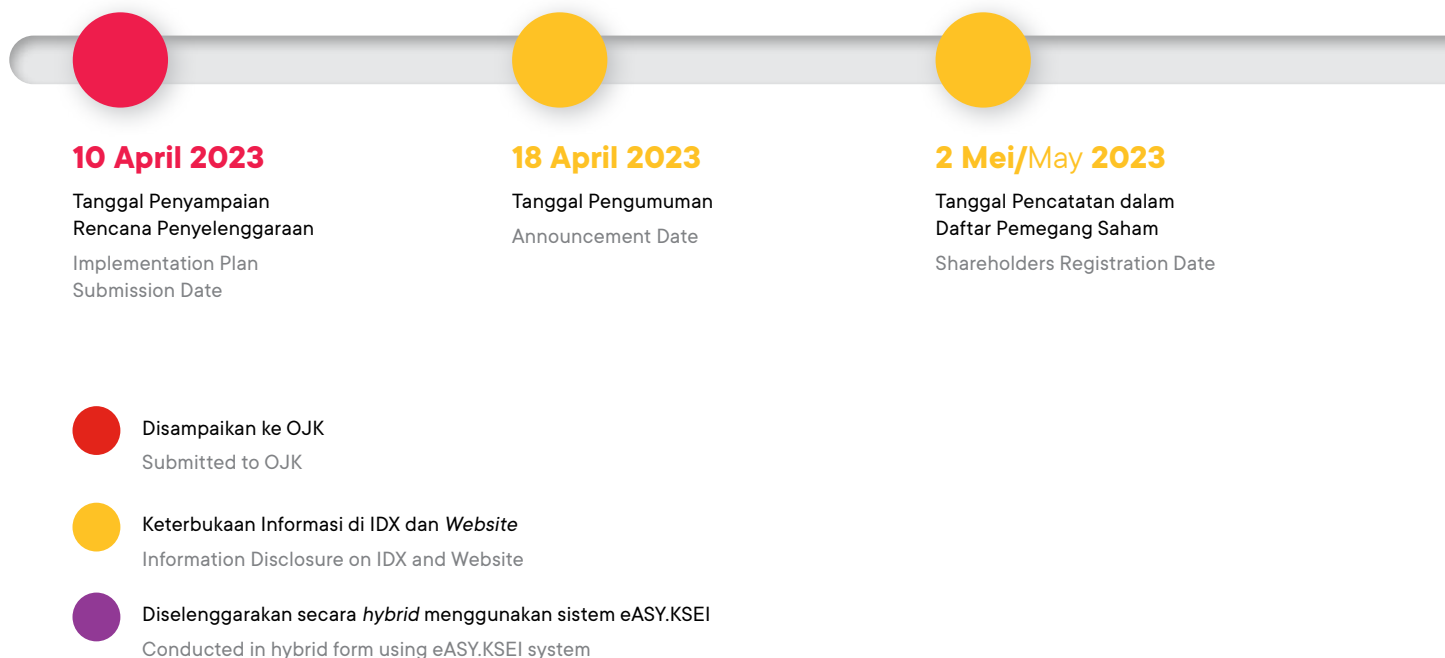 10 April 2023
Tanggal Penyampaian
Rencana Penyelenggaraan
Implementation Plan
Submission Date
18 April 2023
Tanggal Pengumuman
Announcement Date
2 Mei/May 2023
Tanggal Pencatatan dalam
Daftar Pemegang Saham
Shareholders Registration Date
Disampaikan ke OJK
Submitted to OJK
Keterbukaan Informasi di IDX dan Website
Information Disclosure on IDX and Website
Diselenggarakan secara hybrid menggunakan sistem eASY.KSEI
Conducted in hybrid form using eASY.KSEI system